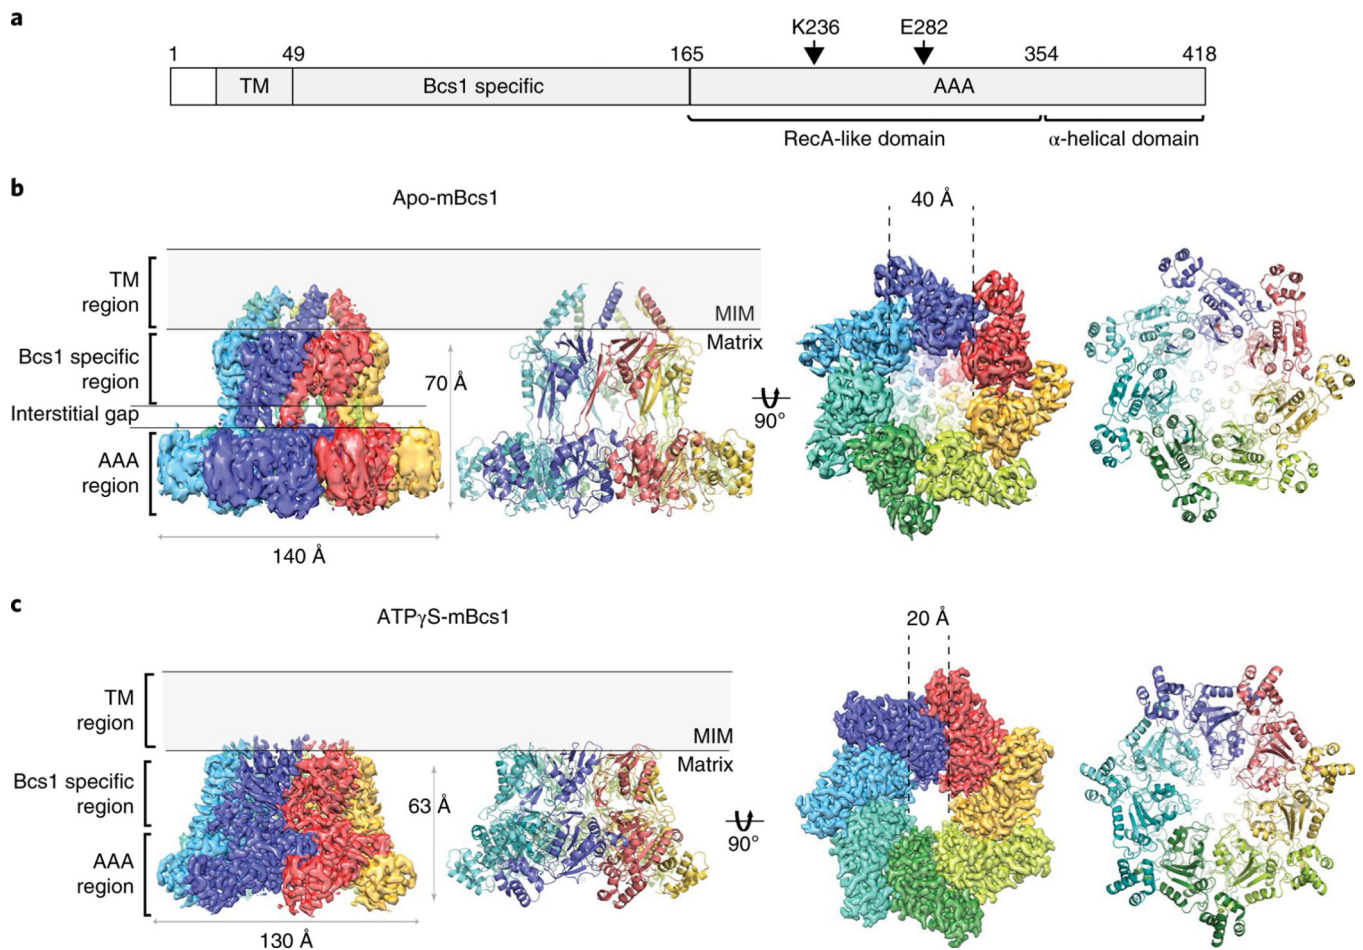 a
K236 E282
1 49 165 354 418
TM Bcs1 specific AAA
RecA-like domain α-helical domain
b
Apo-mBcs1
40 Å
TM
region
MIM
Matrix
Bcs1 specific
region
70 Å
Interstitial gap
90°
AAA
region
140 Å
c
ATPγS-mBcs1
20 Å
TM
region
MIM
Matrix
Bcs1 specific
region
63 Å
90°
AAA
region
130 Å